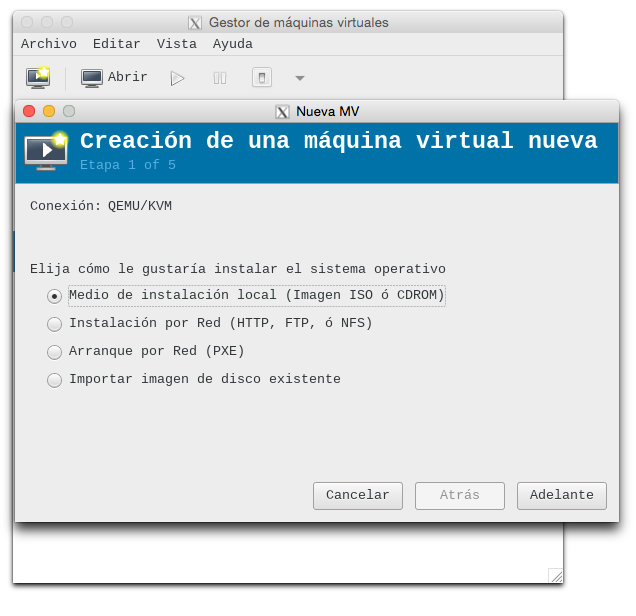 Gestor de máquinas virtuales
Archivo Editar Vista Ayuda
Abrir
Nueva MV
Creación de una máquina virtual nueva
Etapa 1 of 5
Conexión: QEMU/KVM
Elija cómo le gustaría instalar el sistema operativo
Medio de instalación local (Imagen ISO ó CDROM)
Instalación por Red (HTTP, FTP, ó NFS)
Arranque por Red (PXE)
Importar imagen de disco existente
Cancelar Atrás Adelante